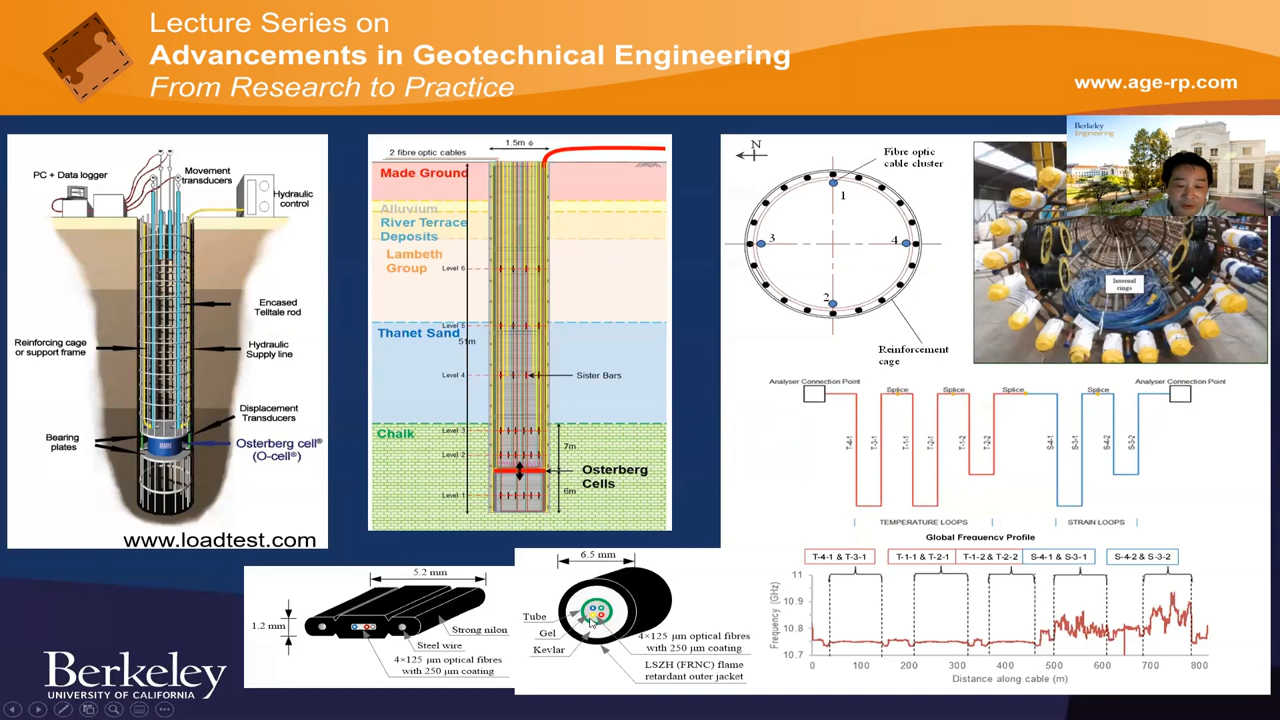 Lecture Series on
Advancements in Geotechnical Engineering
From Research to Practice
www.age-rp.com
PC + Data logger
Movement
transducers
Hydraulic
control
Encased
Telltale rod
Reinforcing cage
or support frame
Hydraulic
Supply line
Displacement
Transducers
Bearing
plates
Osterberg cell®
(O-cell®)
www.loadtest.com
1.5m ϕ
2 fibre optic cables
Made Ground
Alluvium
River Terrace
Deposits
Lambeth
Group
Level 6
Level 5
Thanet Sand
51m
Level 4
Sister Bars
Chalk
Level 3
7m
Level 2
Osterberg
Cells
Level 1
6m
N
Fibre optic
cable cluster
1
3
4
2
Reinforcement
cage
Berkeley
Engineering
Internal
rings
Analyser Connection Point
Splice
Splice
Splice
Splice
Analyser Connection Point
T-4-1
T-3-1
T-1-1
T-2-1
T-1-2
T-2-2
S-4-1
S-3-1
S-4-2
S-3-2
TEMPERATURE LOOPS
STRAIN LOOPS
Global Frequency Profile
T-4-1 & T-3-1
T-1-1 & T-2-1
T-1-2 & T-2-2
S-4-1 & S-3-1
S-4-2 & S-3-2
Frequency (GHz)
11
10.9
10.8
10.7
0
100
200
300
400
500
600
700
800
Distance along cable (m)
5.2 mm
1.2 mm
Strong nilon
Steel wire
4×125 μm optical fibres
with 250 μm coating
6.5 mm
Tube
Gel
Kevlar
4×125 μm optical fibres
with 250 μm coating
LSZH (FRNC) flame
retardant outer jacket
Berkeley
UNIVERSITY OF CALIFORNIA